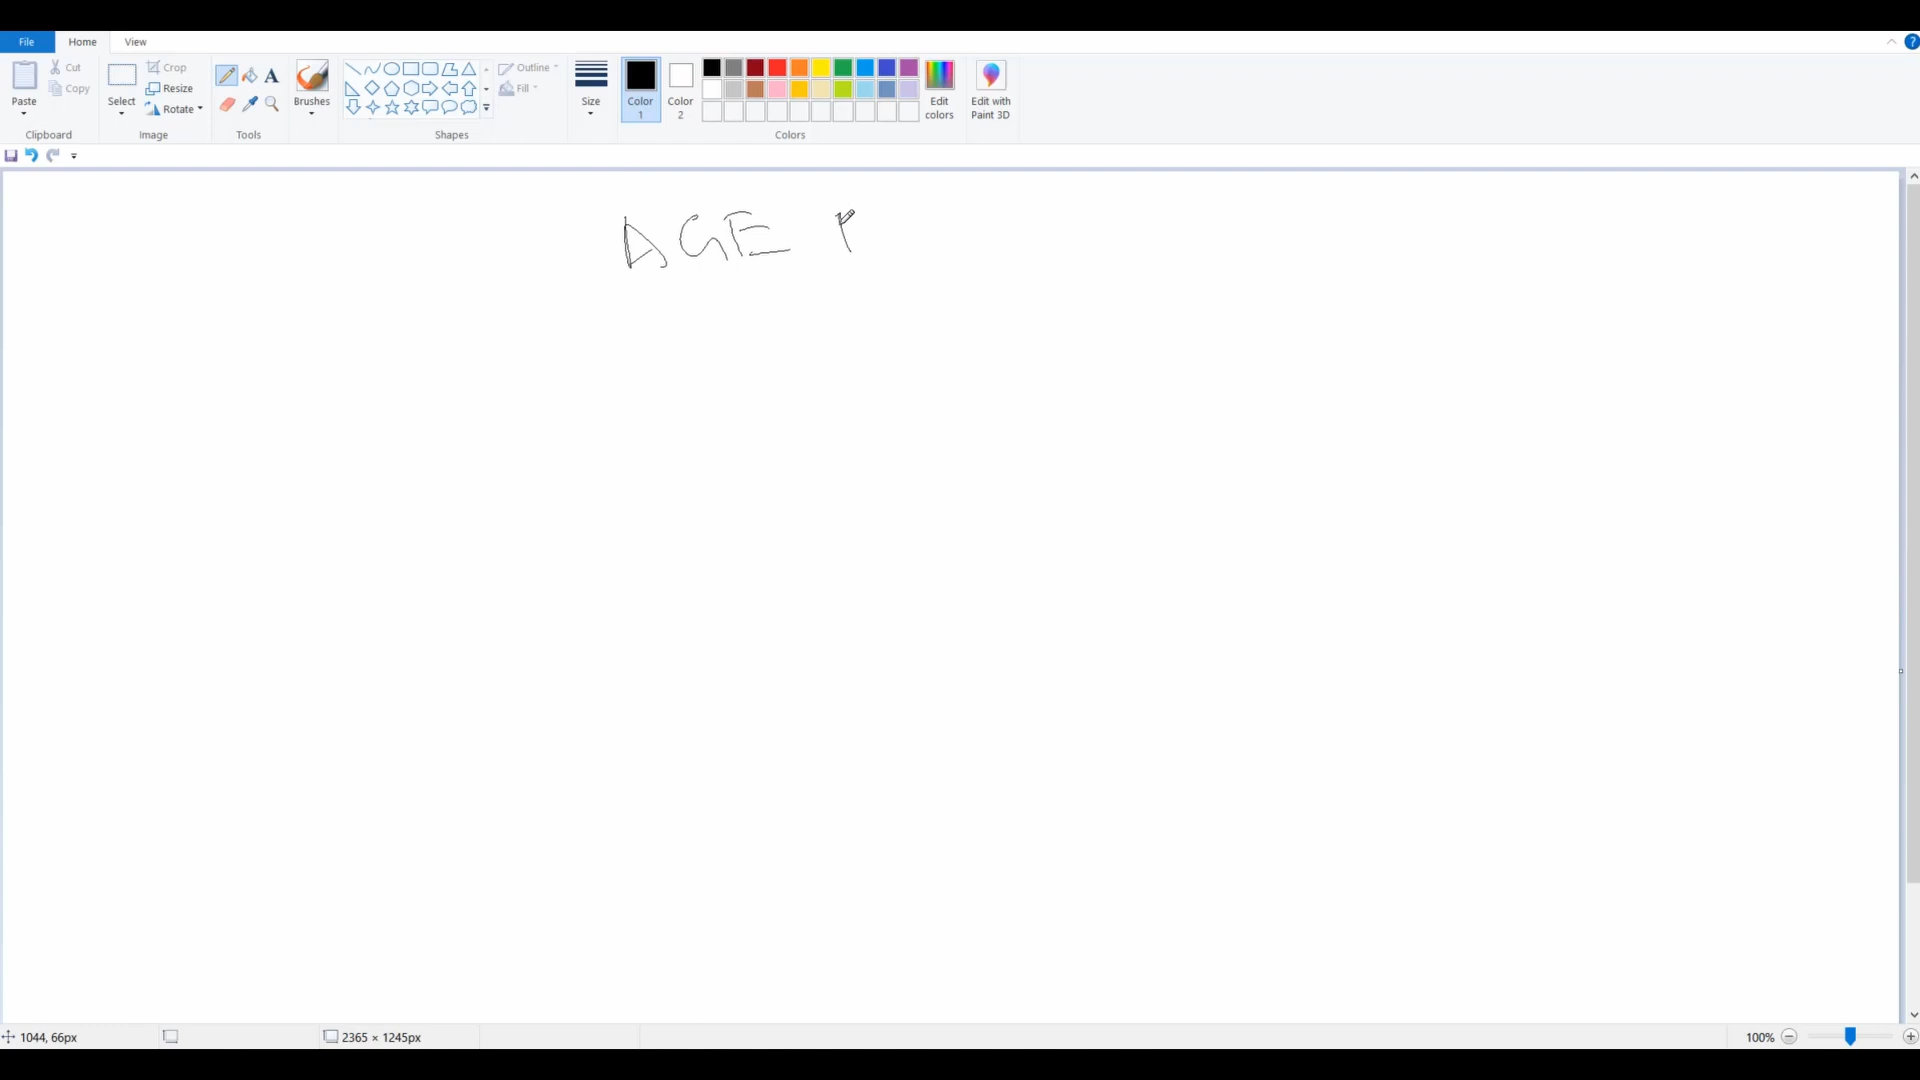 File Home View
Paste Cut Copy Select Crop Resize Rotate A Brushes Outline Fill Size Color 1 Color 2 Edit colors Edit with Paint 3D ?
Clipboard Image Tools Shapes Colors
AGE
1044, 66px 2365 × 1245px 100%